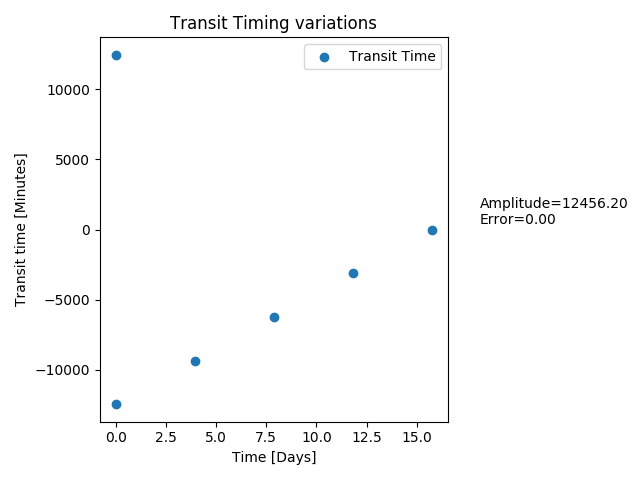 Transit Timing variations
Transit Time
10000
5000
0
−5000
−10000
Transit time [Minutes]
Amplitude=12456.20
Error=0.00
0.0 2.5 5.0 7.5 10.0 12.5 15.0
Time [Days]